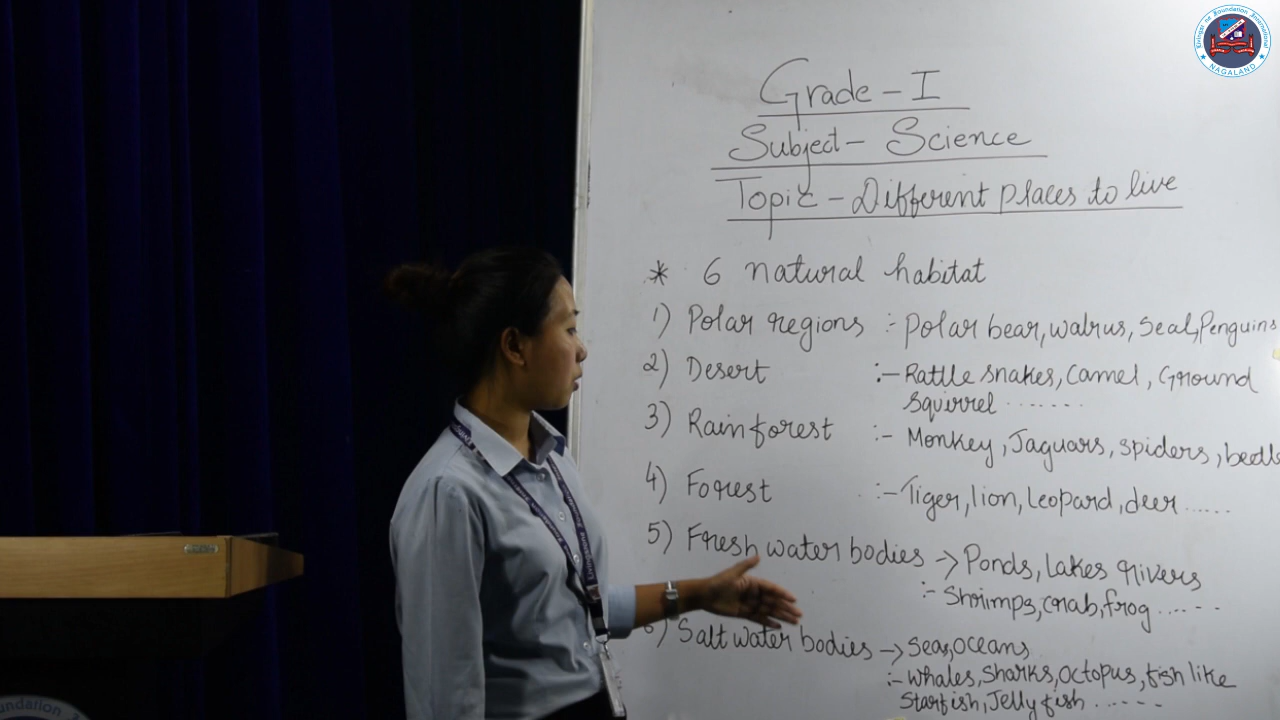 Grade - I
Subject - Science
Topic - Different places to live
* 6 natural habitat
1) Polar regions :- Polar bear, walrus, Seal, Penguins
2) Desert :- Rattle snakes, Camel, Ground
Squirrel .......
3) Rainforest :- Monkey, Jaguars, spiders, beetle
4) Forest :- Tiger, lion, Leopard, deer ......
5) Fresh water bodies → Ponds, Lakes rivers
:- Shrimps, crab, frog ......
6) Salt water bodies → Seas, oceans
:- Whales, Sharks, Octopus, fish like
Starfish, Jelly fish ......
Foundation International
NAGALAND